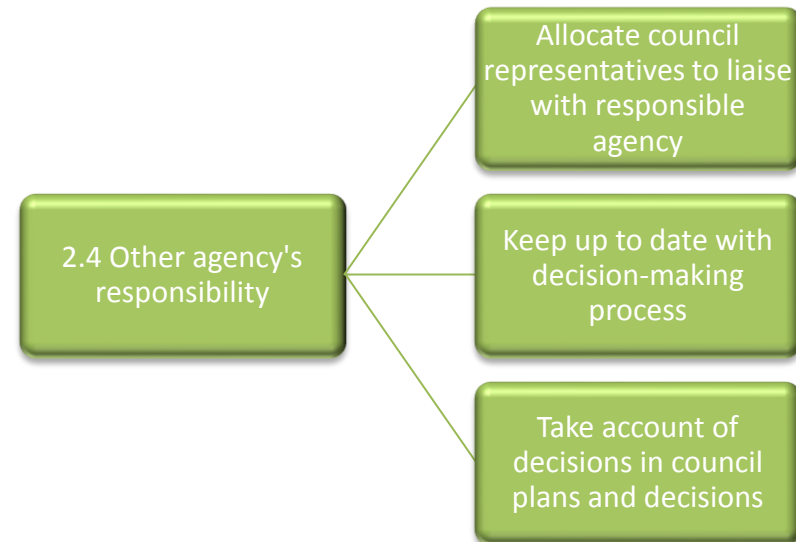 2.4 Other agency's
responsibility
Allocate council
representatives to liaise
with responsible
agency
Keep up to date with
decision-making
process
Take account of
decisions in council
plans and decisions